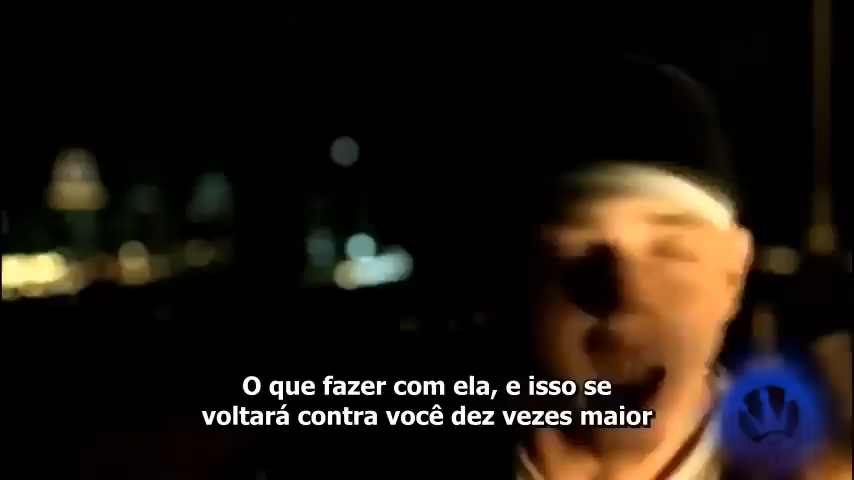 O que fazer com ela, e isso se
voltará contra você dez vezes maior